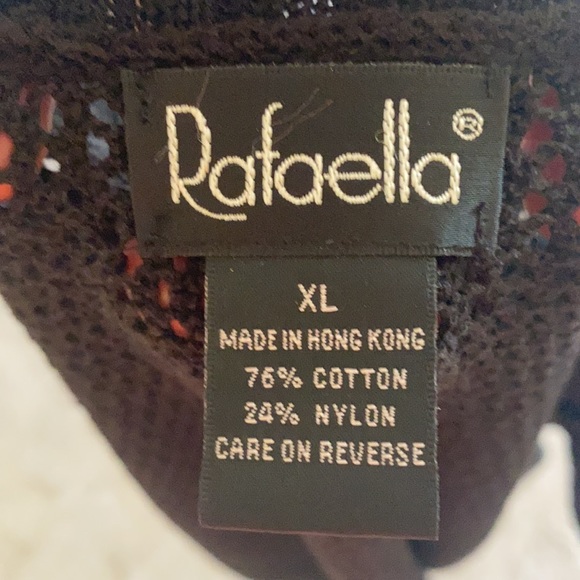 Rafaella®
XL
MADE IN HONG KONG
76% COTTON
24% NYLON
CARE ON REVERSE